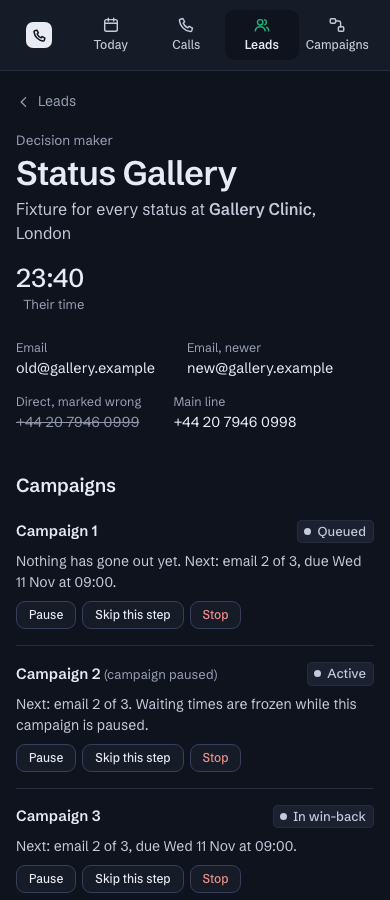 Today
Calls
Leads
Campaigns
Leads
Decision maker
Status Gallery
Fixture for every status at Gallery Clinic,
London
23:40
Their time
Email
old@gallery.example
Email, newer
new@gallery.example
Direct, marked wrong
+44 20 7946 0999
Main line
+44 20 7946 0998
Campaigns
Campaign 1
Queued
Nothing has gone out yet. Next: email 2 of 3, due Wed
11 Nov at 09:00.
Pause
Skip this step
Stop
Campaign 2 (campaign paused)
Active
Next: email 2 of 3. Waiting times are frozen while this
campaign is paused.
Pause
Skip this step
Stop
Campaign 3
In win-back
Next: email 2 of 3, due Wed 11 Nov at 09:00.
Pause
Skip this step
Stop